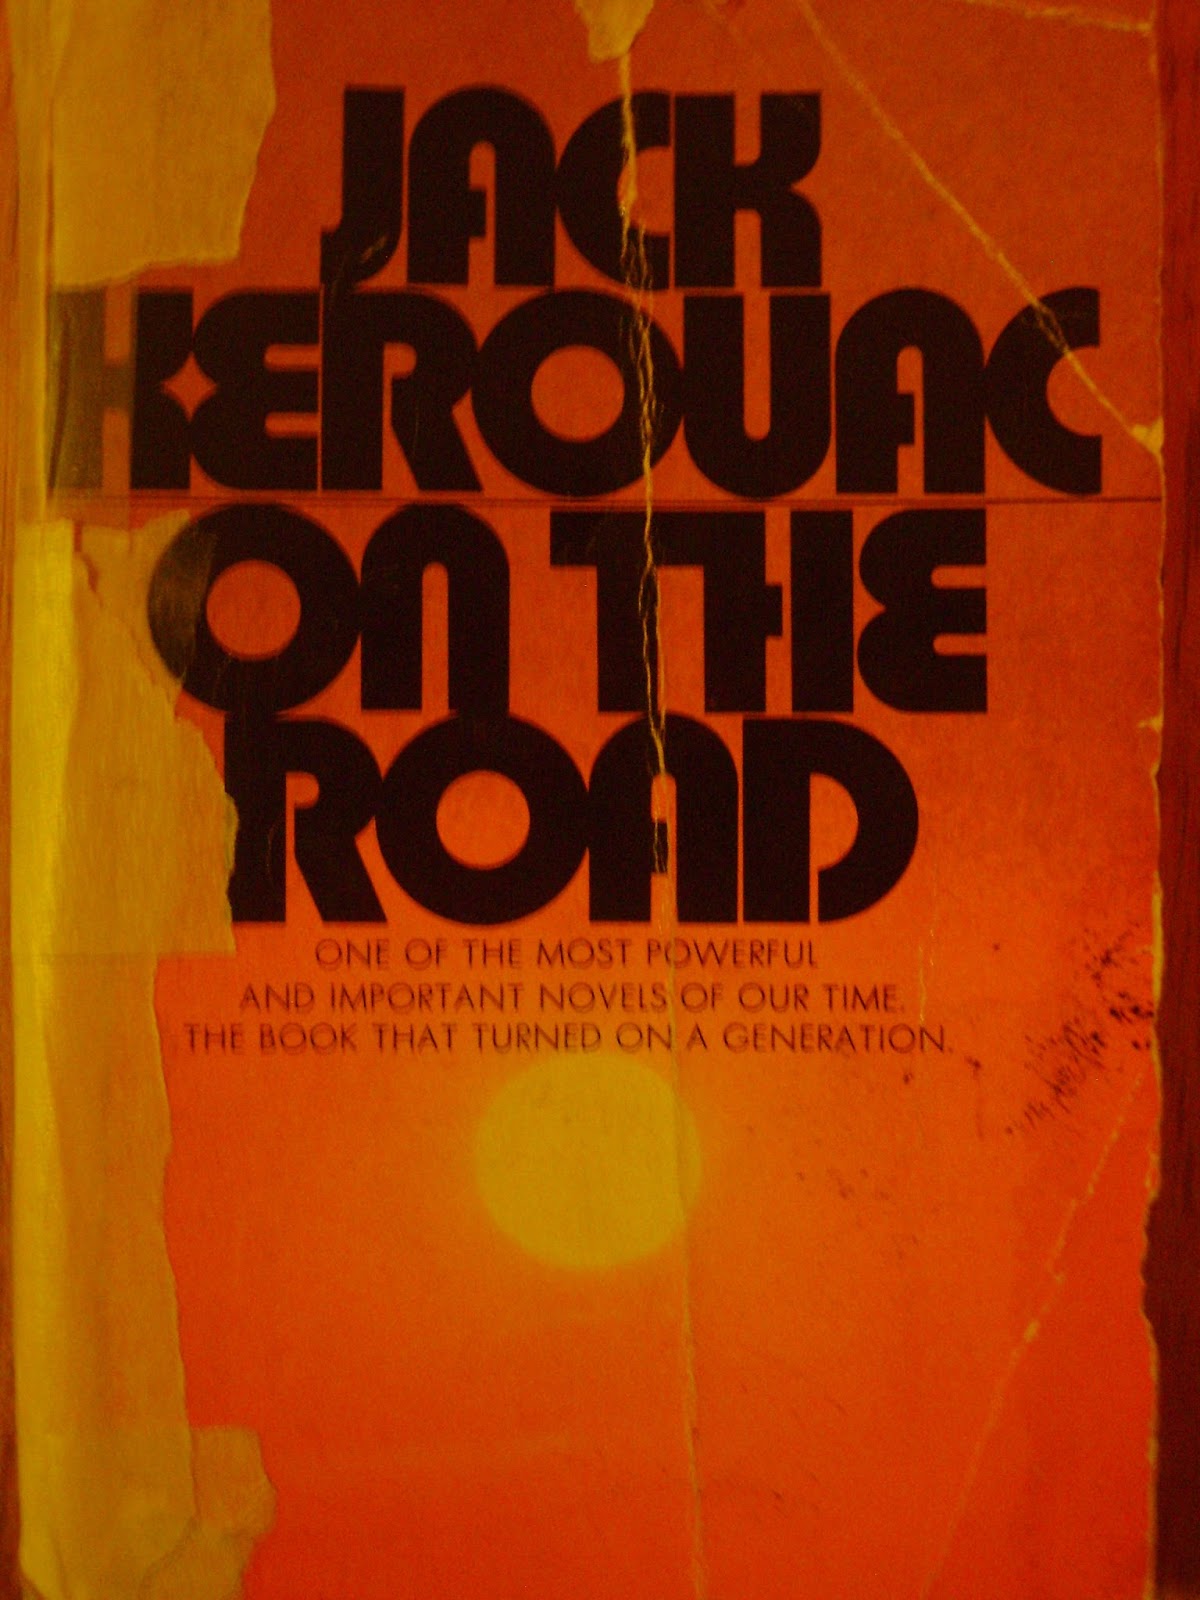 JACK
KEROUAC
ON THE
ROAD
ONE OF THE MOST POWERFUL
AND IMPORTANT NOVELS OF OUR TIME.
THE BOOK THAT TURNED ON A GENERATION.